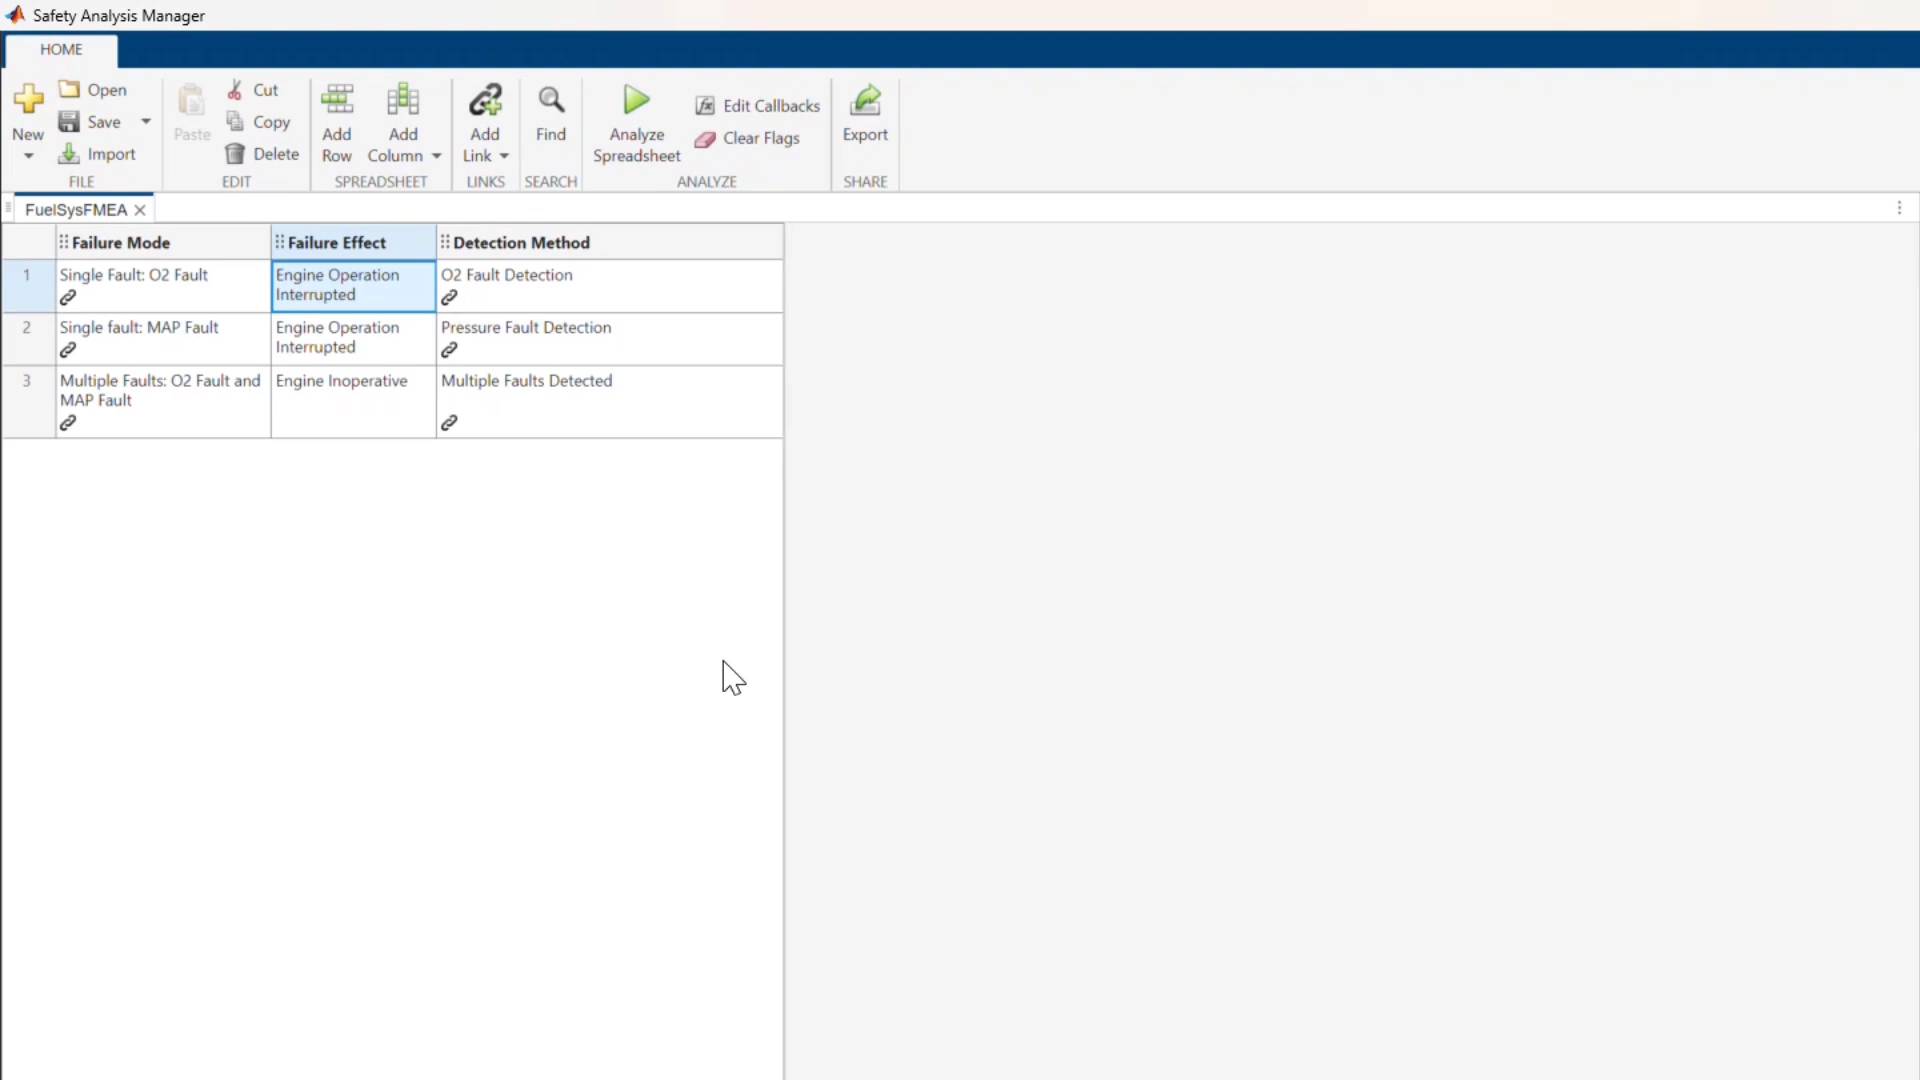 Safety Analysis Manager
HOME
New
Open
Save
Import
FILE
Paste
Cut
Copy
Delete
EDIT
Add
Row
Add
Column
SPREADSHEET
Add
Link
LINKS
Find
SEARCH
Analyze
Spreadsheet
Edit Callbacks
Clear Flags
ANALYZE
Export
SHARE
FuelSysFMEA
Failure Mode
Failure Effect
Detection Method
1
Single Fault: O2 Fault
Engine Operation
Interrupted
O2 Fault Detection
2
Single fault: MAP Fault
Engine Operation
Interrupted
Pressure Fault Detection
3
Multiple Faults: O2 Fault and
MAP Fault
Engine Inoperative
Multiple Faults Detected